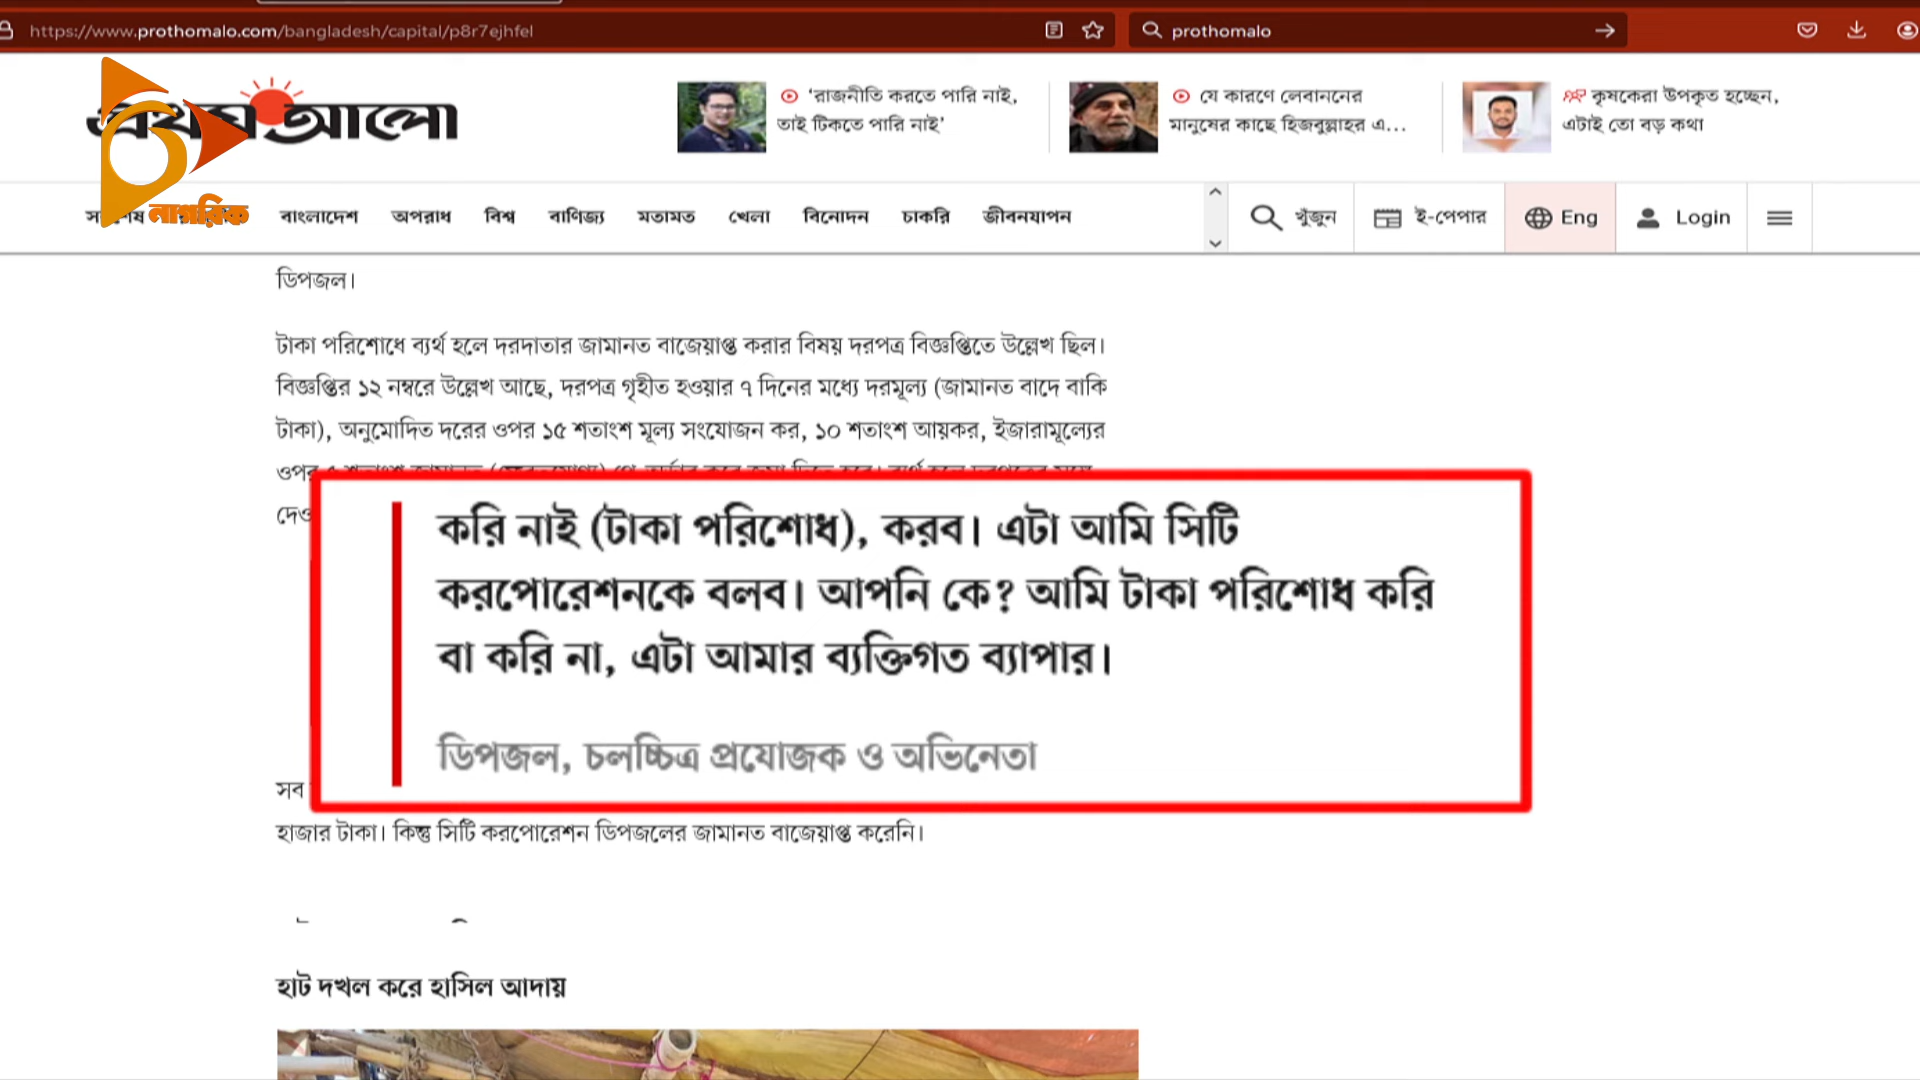 https://www.prothomalo.com/bangladesh/capital/p8r7ejhfel
prothomalo
প্রথম আলো
নাগরিক
‘রাজনীতি করতে পারি নাই,
তাই টিকতে পারি নাই’
যে কারণে লেবাননের
মানুষের কাছে হিজবুল্লাহর এ...
কৃষকেরা উপকৃত হচ্ছেন,
এটাই তো বড় কথা
বাংলাদেশ অপরাধ বিশ্ব বাণিজ্য মতামত খেলা বিনোদন চাকরি জীবনযাপন
খুঁজুন ই-পেপার Eng Login
ডিপজল।
টাকা পরিশোধে ব্যর্থ হলে দরদাতার জামানত বাজেয়াপ্ত করার বিষয় দরপত্র বিজ্ঞপ্তিতে উল্লেখ ছিল।
বিজ্ঞপ্তির ১২ নম্বরে উল্লেখ আছে, দরপত্র গৃহীত হওয়ার ৭ দিনের মধ্যে দরমূল্য (জামানত বাদে বাকি
টাকা), অনুমোদিত দরের ওপর ১৫ শতাংশ মূল্য সংযোজন কর, ১০ শতাংশ আয়কর, ইজারামূল্যের
করি নাই (টাকা পরিশোধ), করব। এটা আমি সিটি
করপোরেশনকে বলব। আপনি কে? আমি টাকা পরিশোধ করি
বা করি না, এটা আমার ব্যক্তিগত ব্যাপার।
ডিপজল, চলচ্চিত্র প্রযোজক ও অভিনেতা
সব
হাজার টাকা। কিন্তু সিটি করপোরেশন ডিপজলের জামানত বাজেয়াপ্ত করেনি।
হাট দখল করে হাসিল আদায়